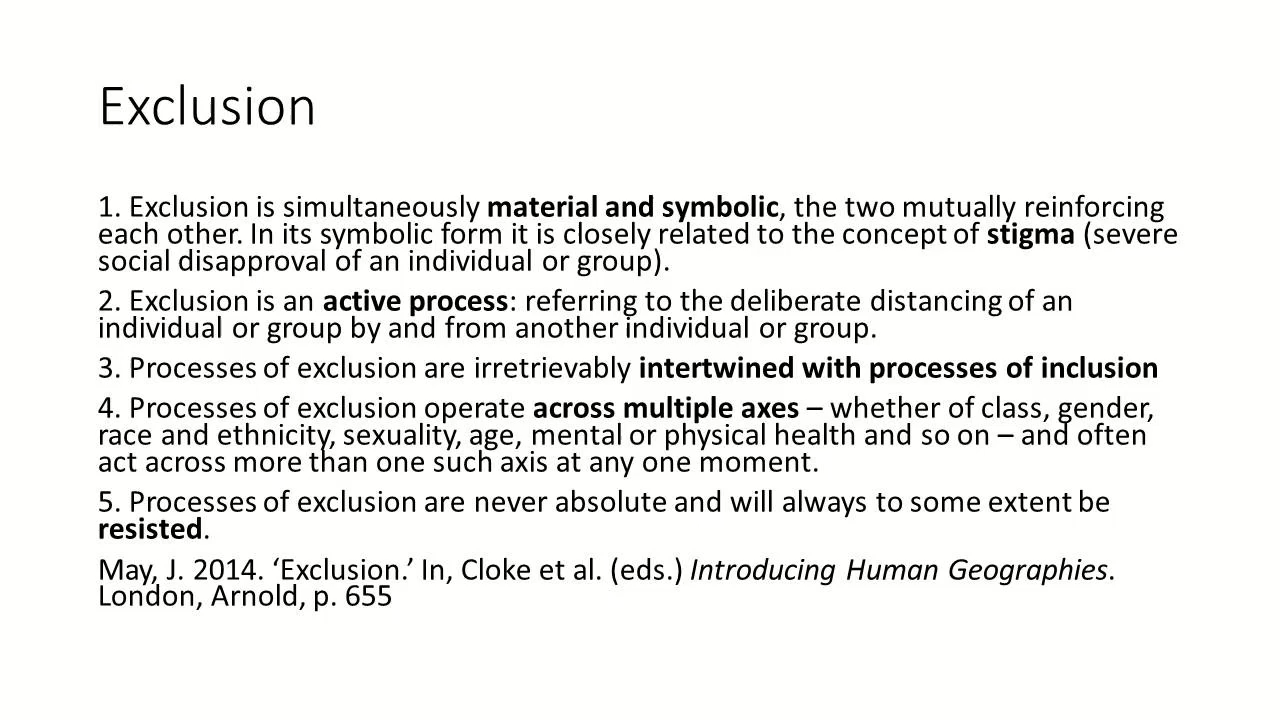 Exclusion
1. Exclusion is simultaneously material and symbolic, the two mutually reinforcing
each other. In its symbolic form it is closely related to the concept of stigma (severe
social disapproval of an individual or group).
2. Exclusion is an active process: referring to the deliberate distancing of an
individual or group by and from another individual or group.
3. Processes of exclusion are irretrievably intertwined with processes of inclusion
4. Processes of exclusion operate across multiple axes – whether of class, gender,
race and ethnicity, sexuality, age, mental or physical health and so on – and often
act across more than one such axis at any one moment.
5. Processes of exclusion are never absolute and will always to some extent be
resisted.
May, J. 2014. ‘Exclusion.’ In, Cloke et al. (eds.) Introducing Human Geographies.
London, Arnold, p. 655